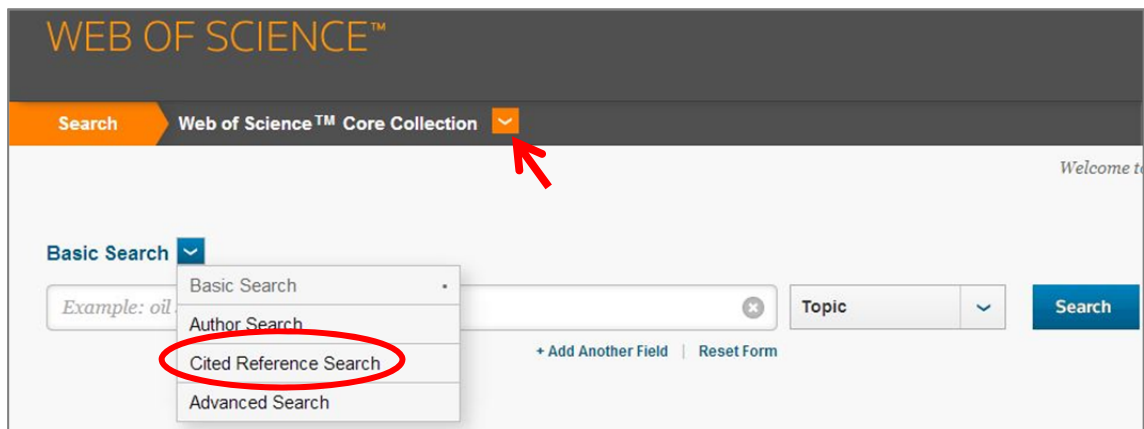 WEB OF SCIENCE™
Search Web of Science™ Core Collection
Welcome
Basic Search
Basic Search
Example: oil
Topic
Search
Author Search
+ Add Another Field | Reset Form
Cited Reference Search
Advanced Search